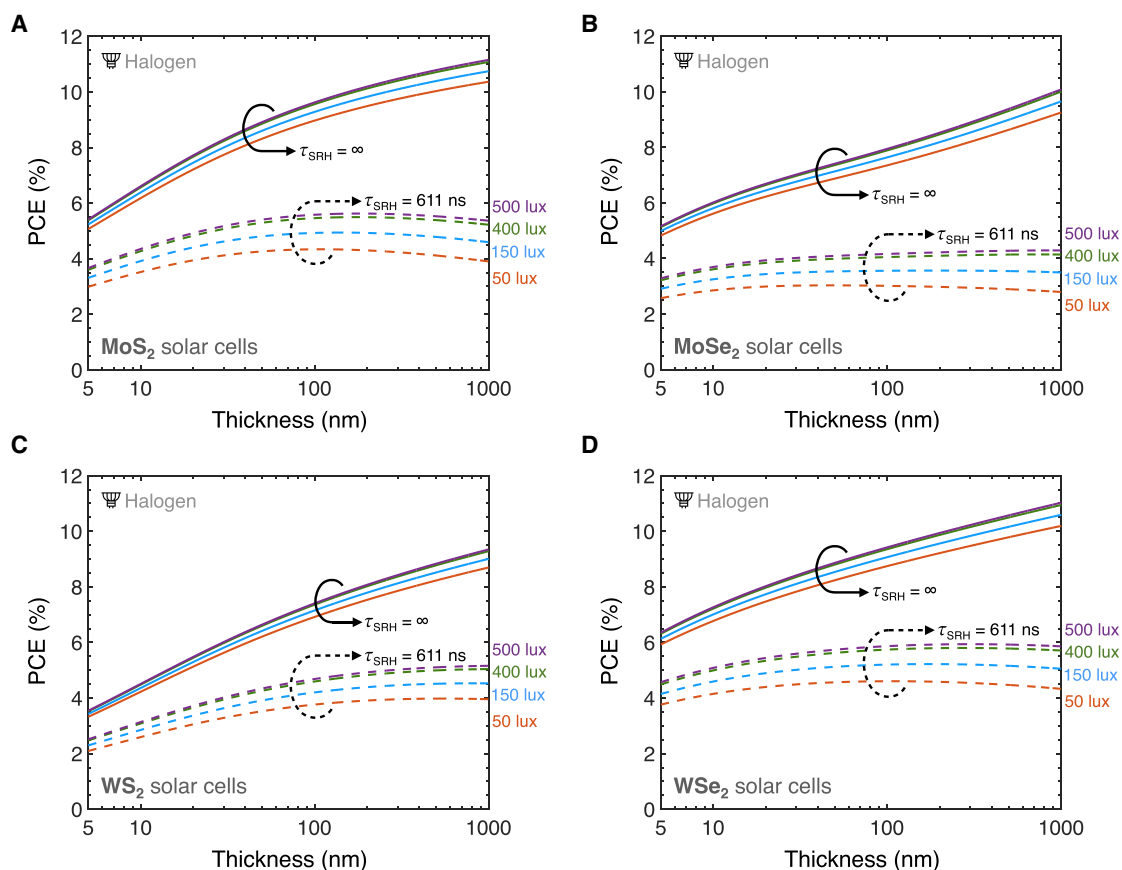 A
12
10
8
6
4
2
0
PCE (%)
Halogen
τSRH = ∞
τSRH = 611 ns
500 lux
400 lux
150 lux
50 lux
MoS2 solar cells
5
10
100
1000
Thickness (nm)
B
12
10
8
6
4
2
0
PCE (%)
Halogen
τSRH = ∞
τSRH = 611 ns
500 lux
400 lux
150 lux
50 lux
MoSe2 solar cells
5
10
100
1000
Thickness (nm)
C
12
10
8
6
4
2
0
PCE (%)
Halogen
τSRH = ∞
τSRH = 611 ns
500 lux
400 lux
150 lux
50 lux
WS2 solar cells
5
10
100
1000
Thickness (nm)
D
12
10
8
6
4
2
0
PCE (%)
Halogen
τSRH = ∞
τSRH = 611 ns
500 lux
400 lux
150 lux
50 lux
WSe2 solar cells
5
10
100
1000
Thickness (nm)